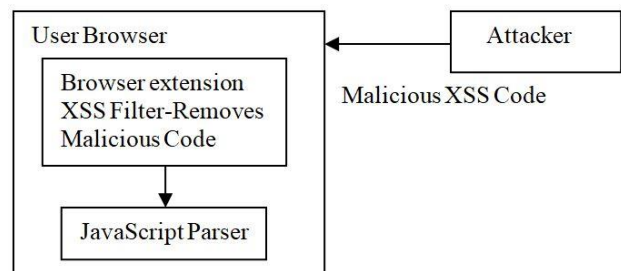 User Browser
Browser extension
XSS Filter-Removes
Malicious Code
JavaScript Parser
Attacker
Malicious XSS Code